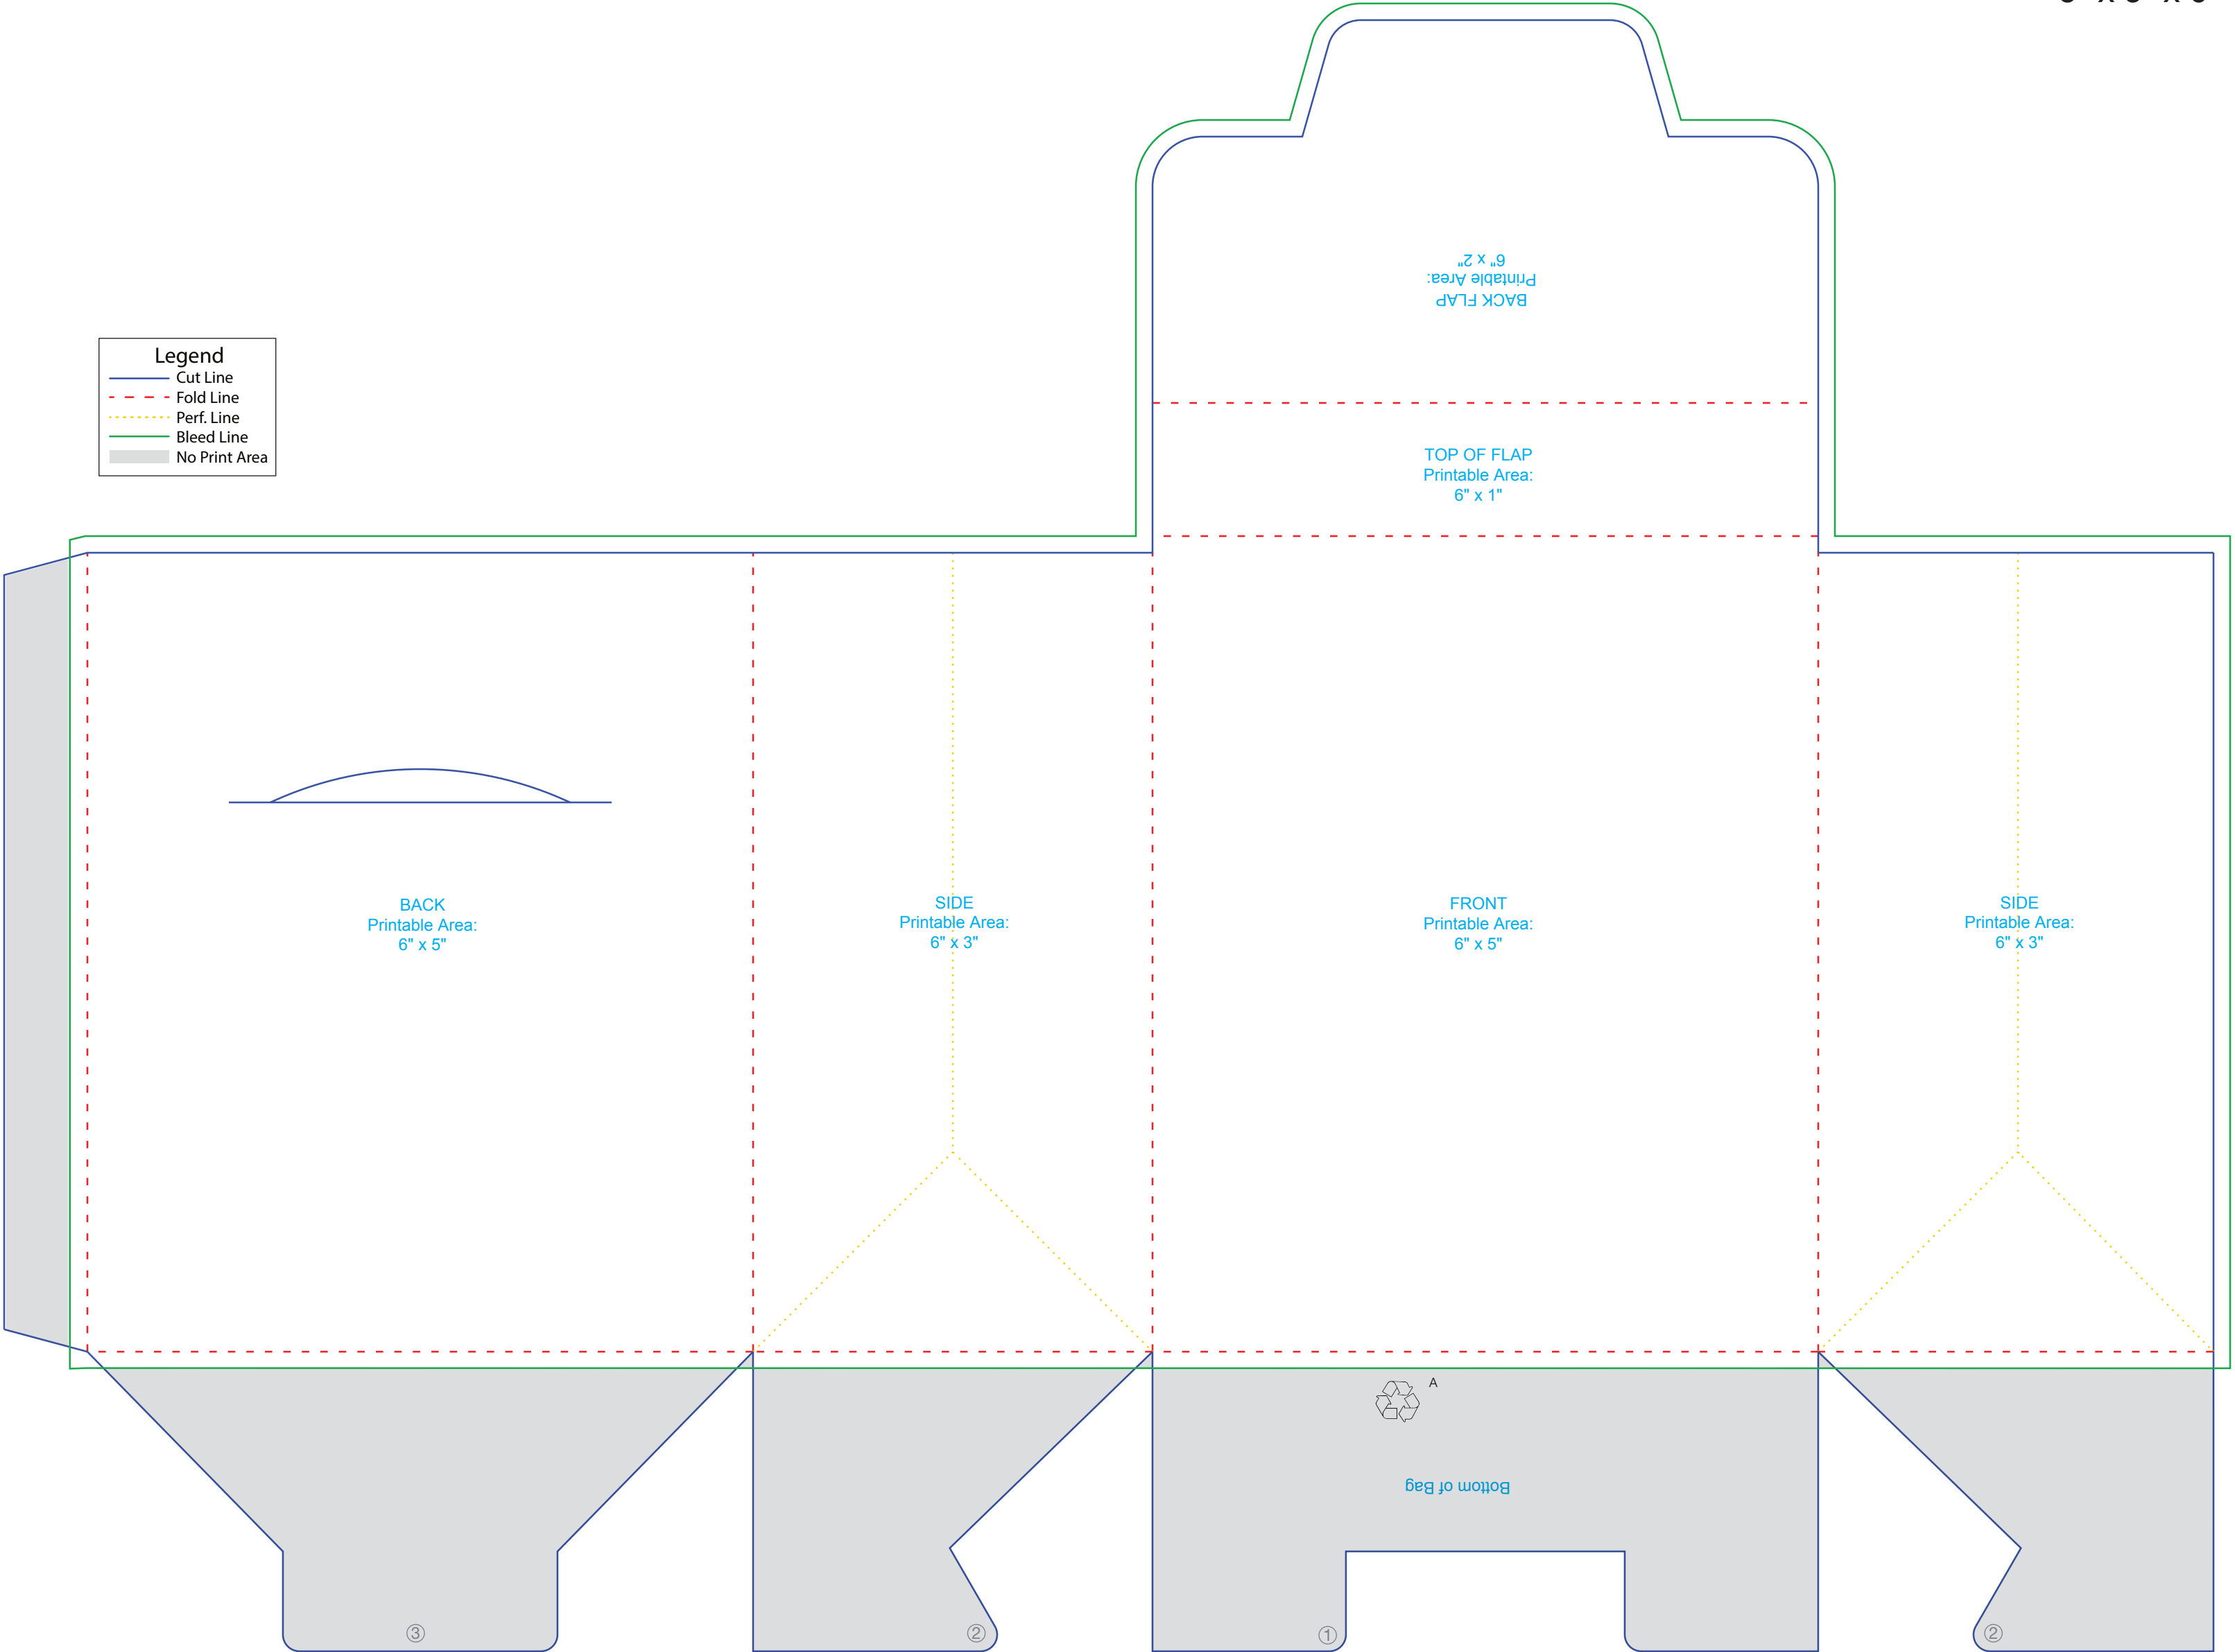 Legend
Cut Line
Fold Line
Perf. Line
Bleed Line
No Print Area
BACK FLAP
Printable Area:
6" x 2"
TOP OF FLAP
Printable Area:
6" x 1"
BACK
Printable Area:
6" x 5"
SIDE
Printable Area:
6" x 3"
FRONT
Printable Area:
6" x 5"
SIDE
Printable Area:
6" x 3"
A
Bottom of Bag
③
②
①
②